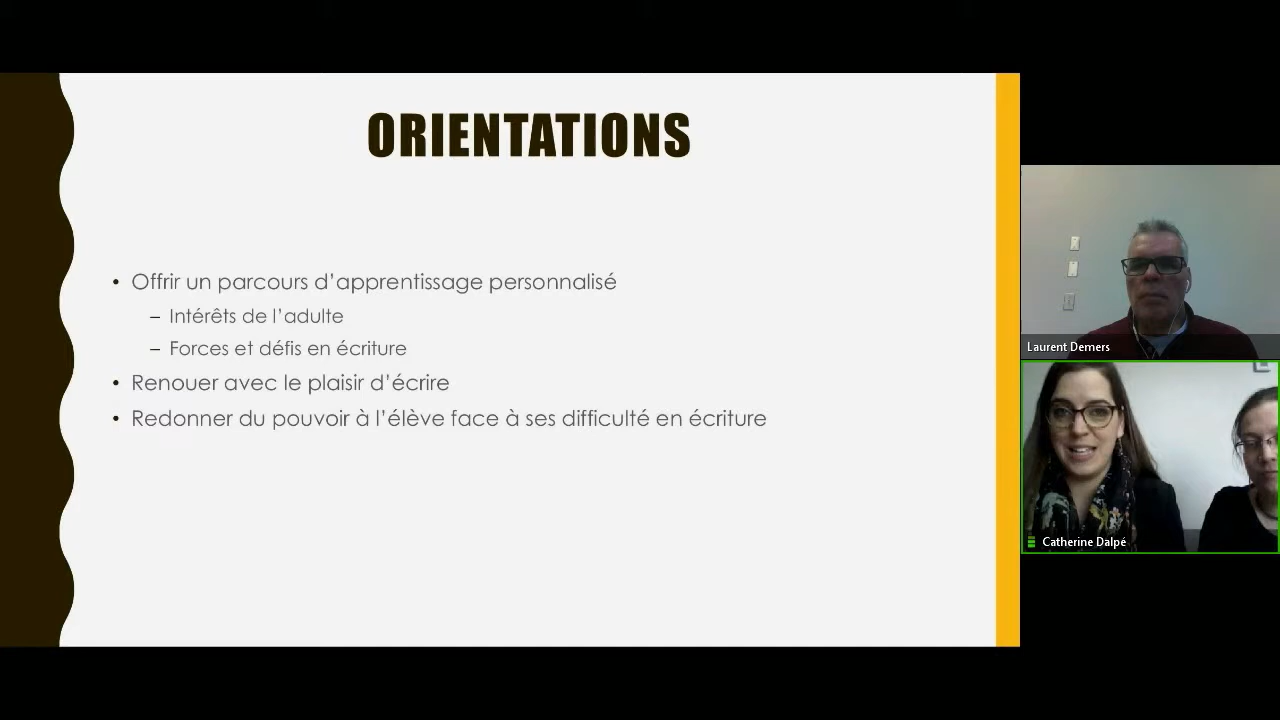 ORIENTATIONS
• Offrir un parcours d’apprentissage personnalisé
– Intérêts de l’adulte
– Forces et défis en écriture
• Renouer avec le plaisir d’écrire
• Redonner du pouvoir à l’élève face à ses difficulté en écriture
Laurent Demers
Catherine Dalpé